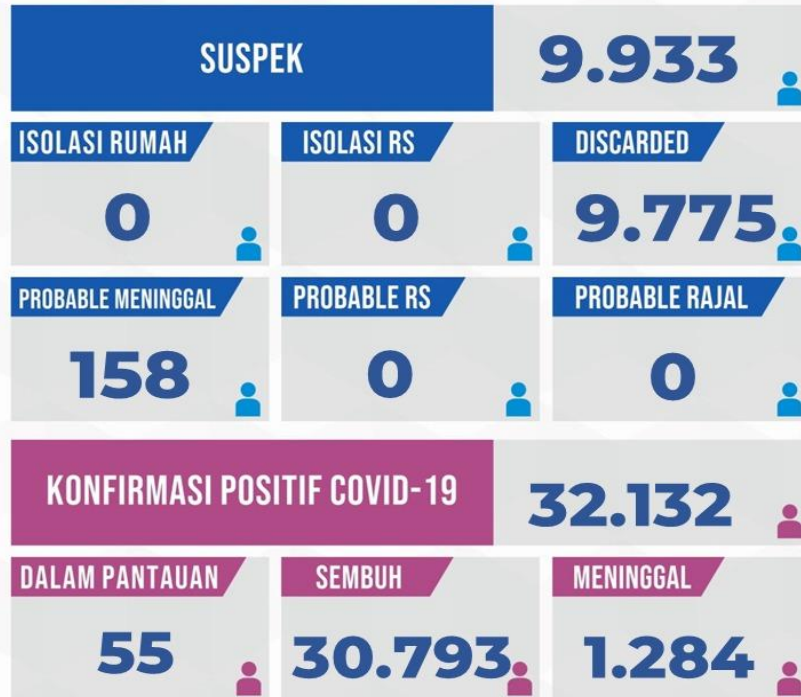 SUSPEK 9.933
ISOLASI RUMAH ISOLASI RS DISCARDED
0 0 9.775
PROBABLE MENINGGAL PROBABLE RS PROBABLE RAJAL
158 0 0
KONFIRMASI POSITIF COVID-19 32.132
DALAM PANTAUAN SEMBUH MENINGGAL
55 30.793 1.284